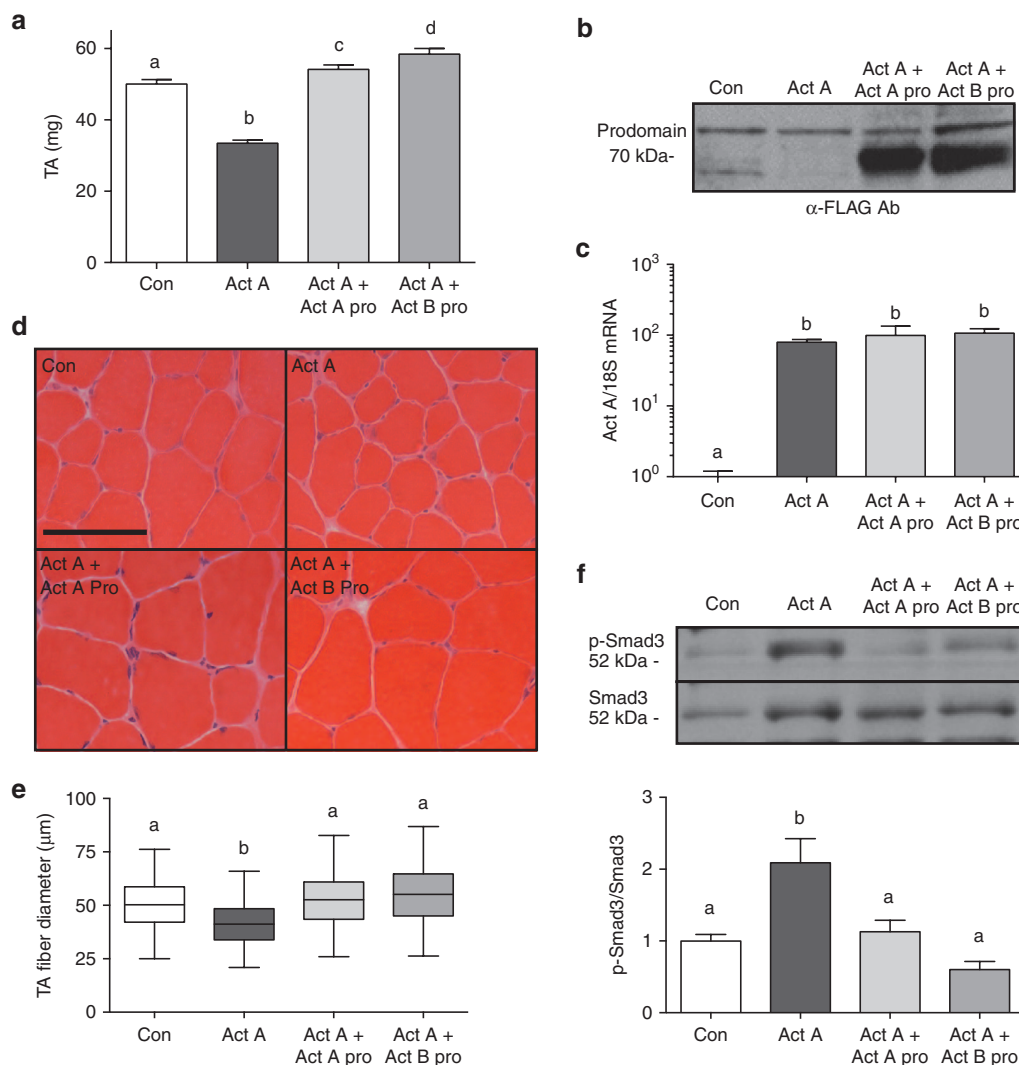 a
TA (mg)
60
40
20
0
a
b
c
d
Con
Act A
Act A +
Act A pro
Act A +
Act B pro
b
Con
Act A
Act A +
Act A pro
Act A +
Act B pro
Prodomain
70 kDa-
α-FLAG Ab
c
Act A/18S mRNA
10³
10²
10¹
10⁰
a
b
b
b
Con
Act A
Act A +
Act A pro
Act A +
Act B pro
d
Con
Act A
Act A +
Act A Pro
Act A +
Act B Pro
e
TA fiber diameter (μm)
100
75
50
25
0
a
b
a
a
Con
Act A
Act A +
Act A pro
Act A +
Act B pro
f
Con
Act A
Act A +
Act A pro
Act A +
Act B pro
p-Smad3
52 kDa -
Smad3
52 kDa -
p-Smad3/Smad3
3
2
1
0
a
b
a
a
Con
Act A
Act A +
Act A pro
Act A +
Act B pro